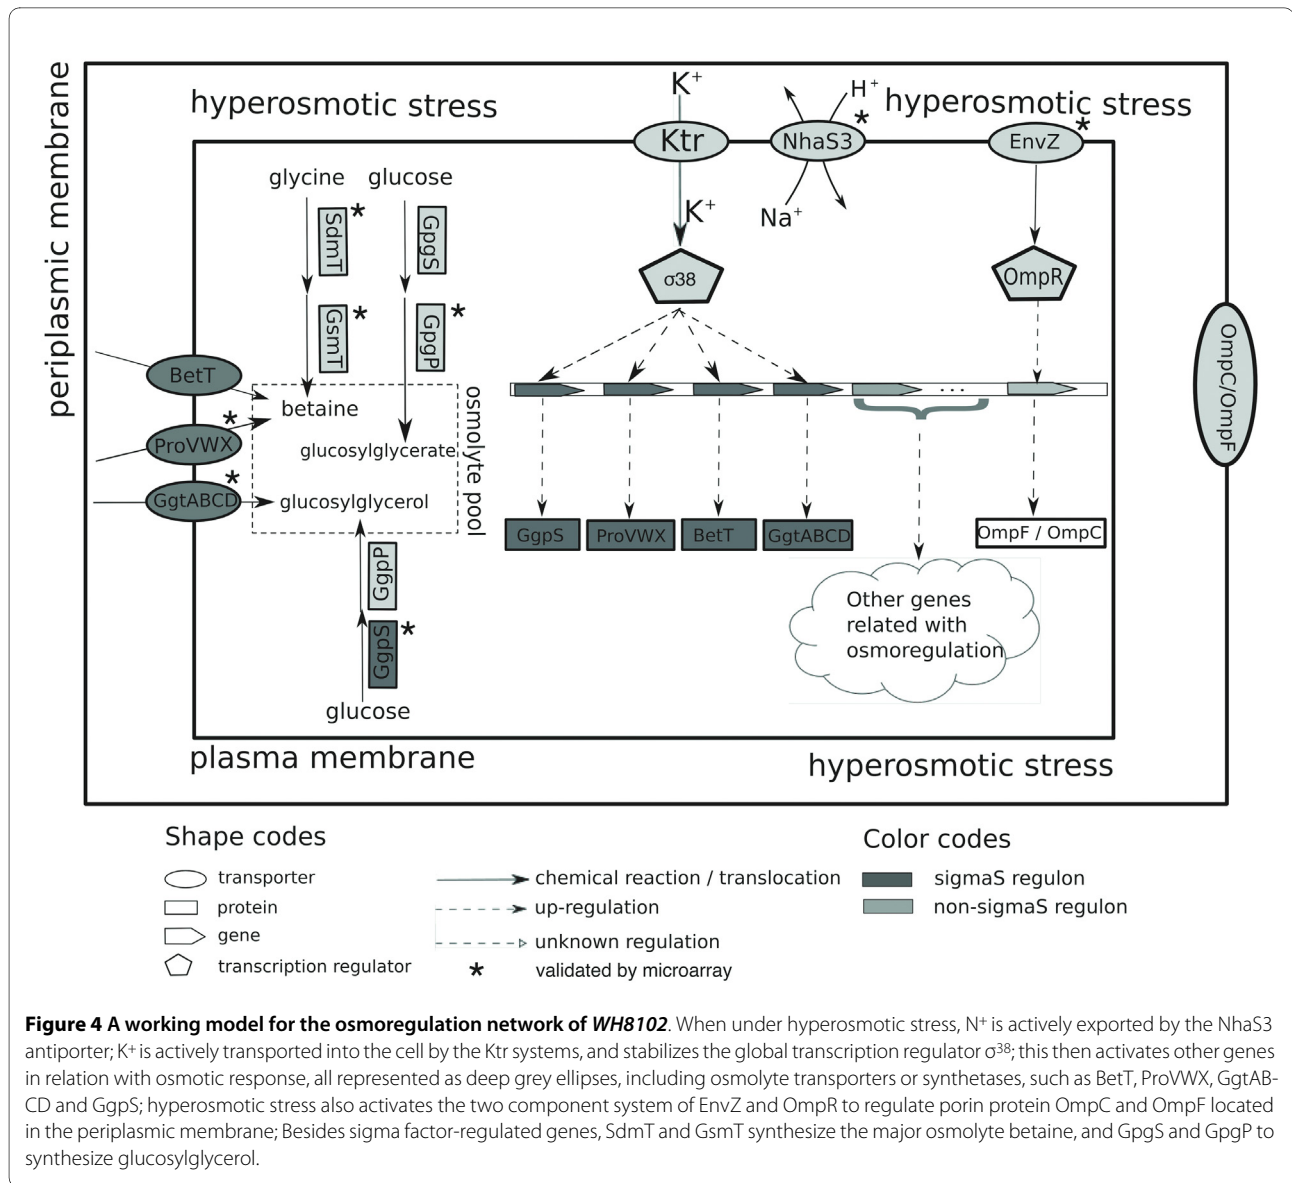 periplasmic membrane
hyperosmotic stress
K+
H+
hyperosmotic stress
Ktr
NhaS3
*
EnvZ
*
glycine
glucose
K+
Na+
SdmT
*
GpgS
σ38
OmpR
GsmT
*
GpgP
*
OmpC/OmpF
BetT
betaine
...
ProVWX
*
glucosylglycerate
osmolyte pool
GgtABCD
*
glucosylglycerol
GgpS
ProVWX
BetT
GgtABCD
OmpF / OmpC
GgpP
Other genes
related with
osmoregulation
GgpS
*
glucose
plasma membrane
hyperosmotic stress
Shape codes
transporter
protein
gene
transcription regulator
chemical reaction / translocation
up-regulation
unknown regulation
* validated by microarray
Color codes
sigmaS regulon
non-sigmaS regulon
Figure 4 A working model for the osmoregulation network of WH8102. When under hyperosmotic stress, N+ is actively exported by the NhaS3
antiporter; K+ is actively transported into the cell by the Ktr systems, and stabilizes the global transcription regulator σ38; this then activates other genes
in relation with osmotic response, all represented as deep grey ellipses, including osmolyte transporters or synthetases, such as BetT, ProVWX, GgtAB-
CD and GgpS; hyperosmotic stress also activates the two component system of EnvZ and OmpR to regulate porin protein OmpC and OmpF located
in the periplasmic membrane; Besides sigma factor-regulated genes, SdmT and GsmT synthesize the major osmolyte betaine, and GpgS and GpgP to
synthesize glucosylglycerol.